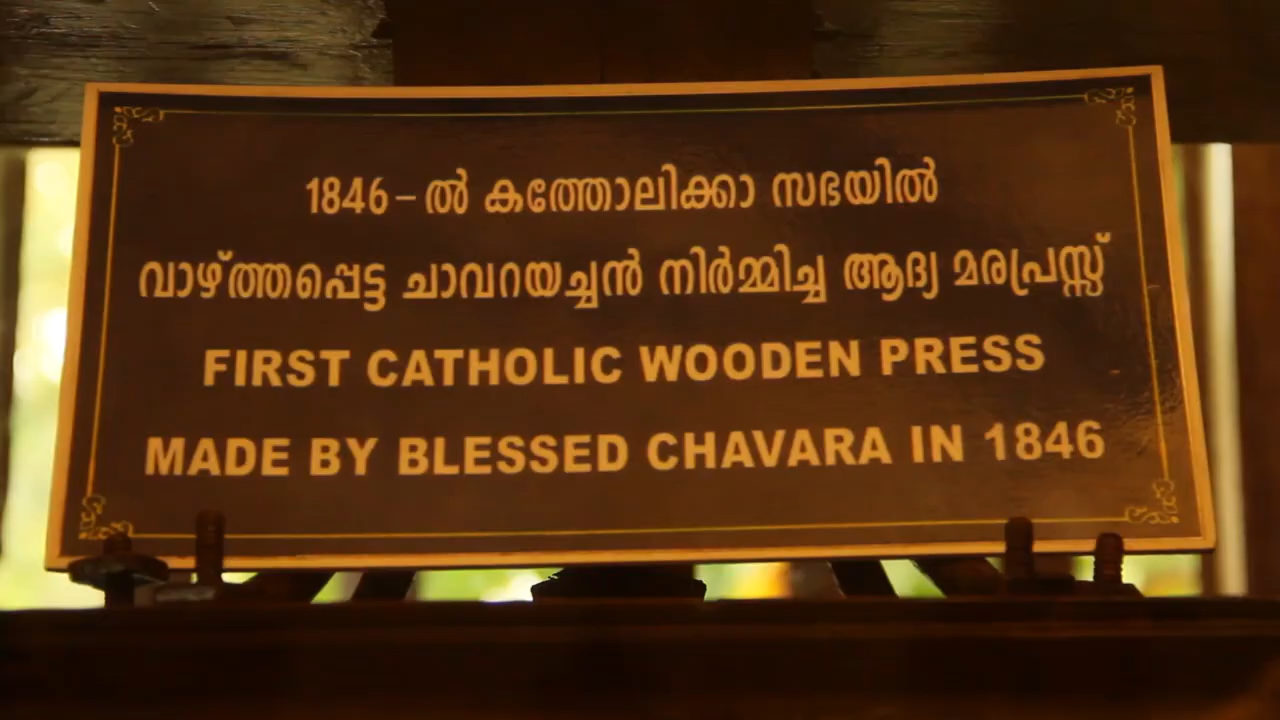 1846-ൽ കത്തോലിക്കാ സഭയിൽ
വാഴ്ത്തപ്പെട്ട ചാവറയച്ചൻ നിർമ്മിച്ച ആദ്യ മരപ്രസ്സ്
FIRST CATHOLIC WOODEN PRESS
MADE BY BLESSED CHAVARA IN 1846